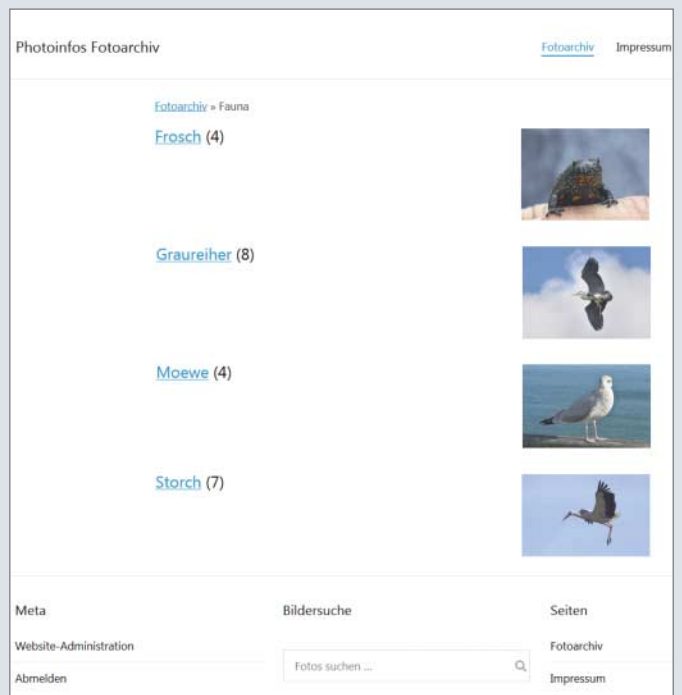 Photoinfos Fotoarchiv
Fotoarchiv Impressum
Fotoarchiv » Fauna
Frosch (4)
Graureiher (8)
Moewe (4)
Storch (7)
Meta
Website-Administration
Abmelden
Bildersuche
Fotos suchen ...
Seiten
Fotoarchiv
Impressum